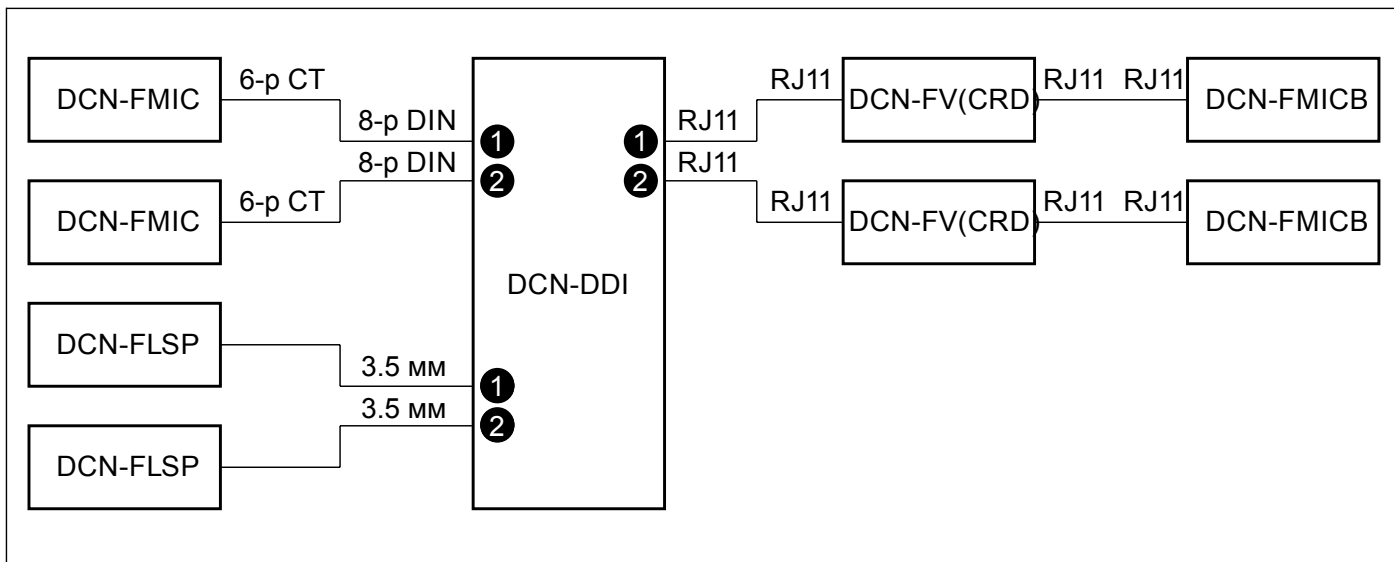 DCN-FMIC
6-p CT
8-p DIN
8-p DIN
6-p CT
DCN-FMIC
DCN-FLSP
3.5 мм
3.5 мм
DCN-FLSP
1
2
1
2
DCN-DDI
1
2
RJ11
RJ11
RJ11
DCN-FV(CRD)
RJ11
RJ11
DCN-FMICB
RJ11
DCN-FV(CRD)
RJ11
RJ11
DCN-FMICB